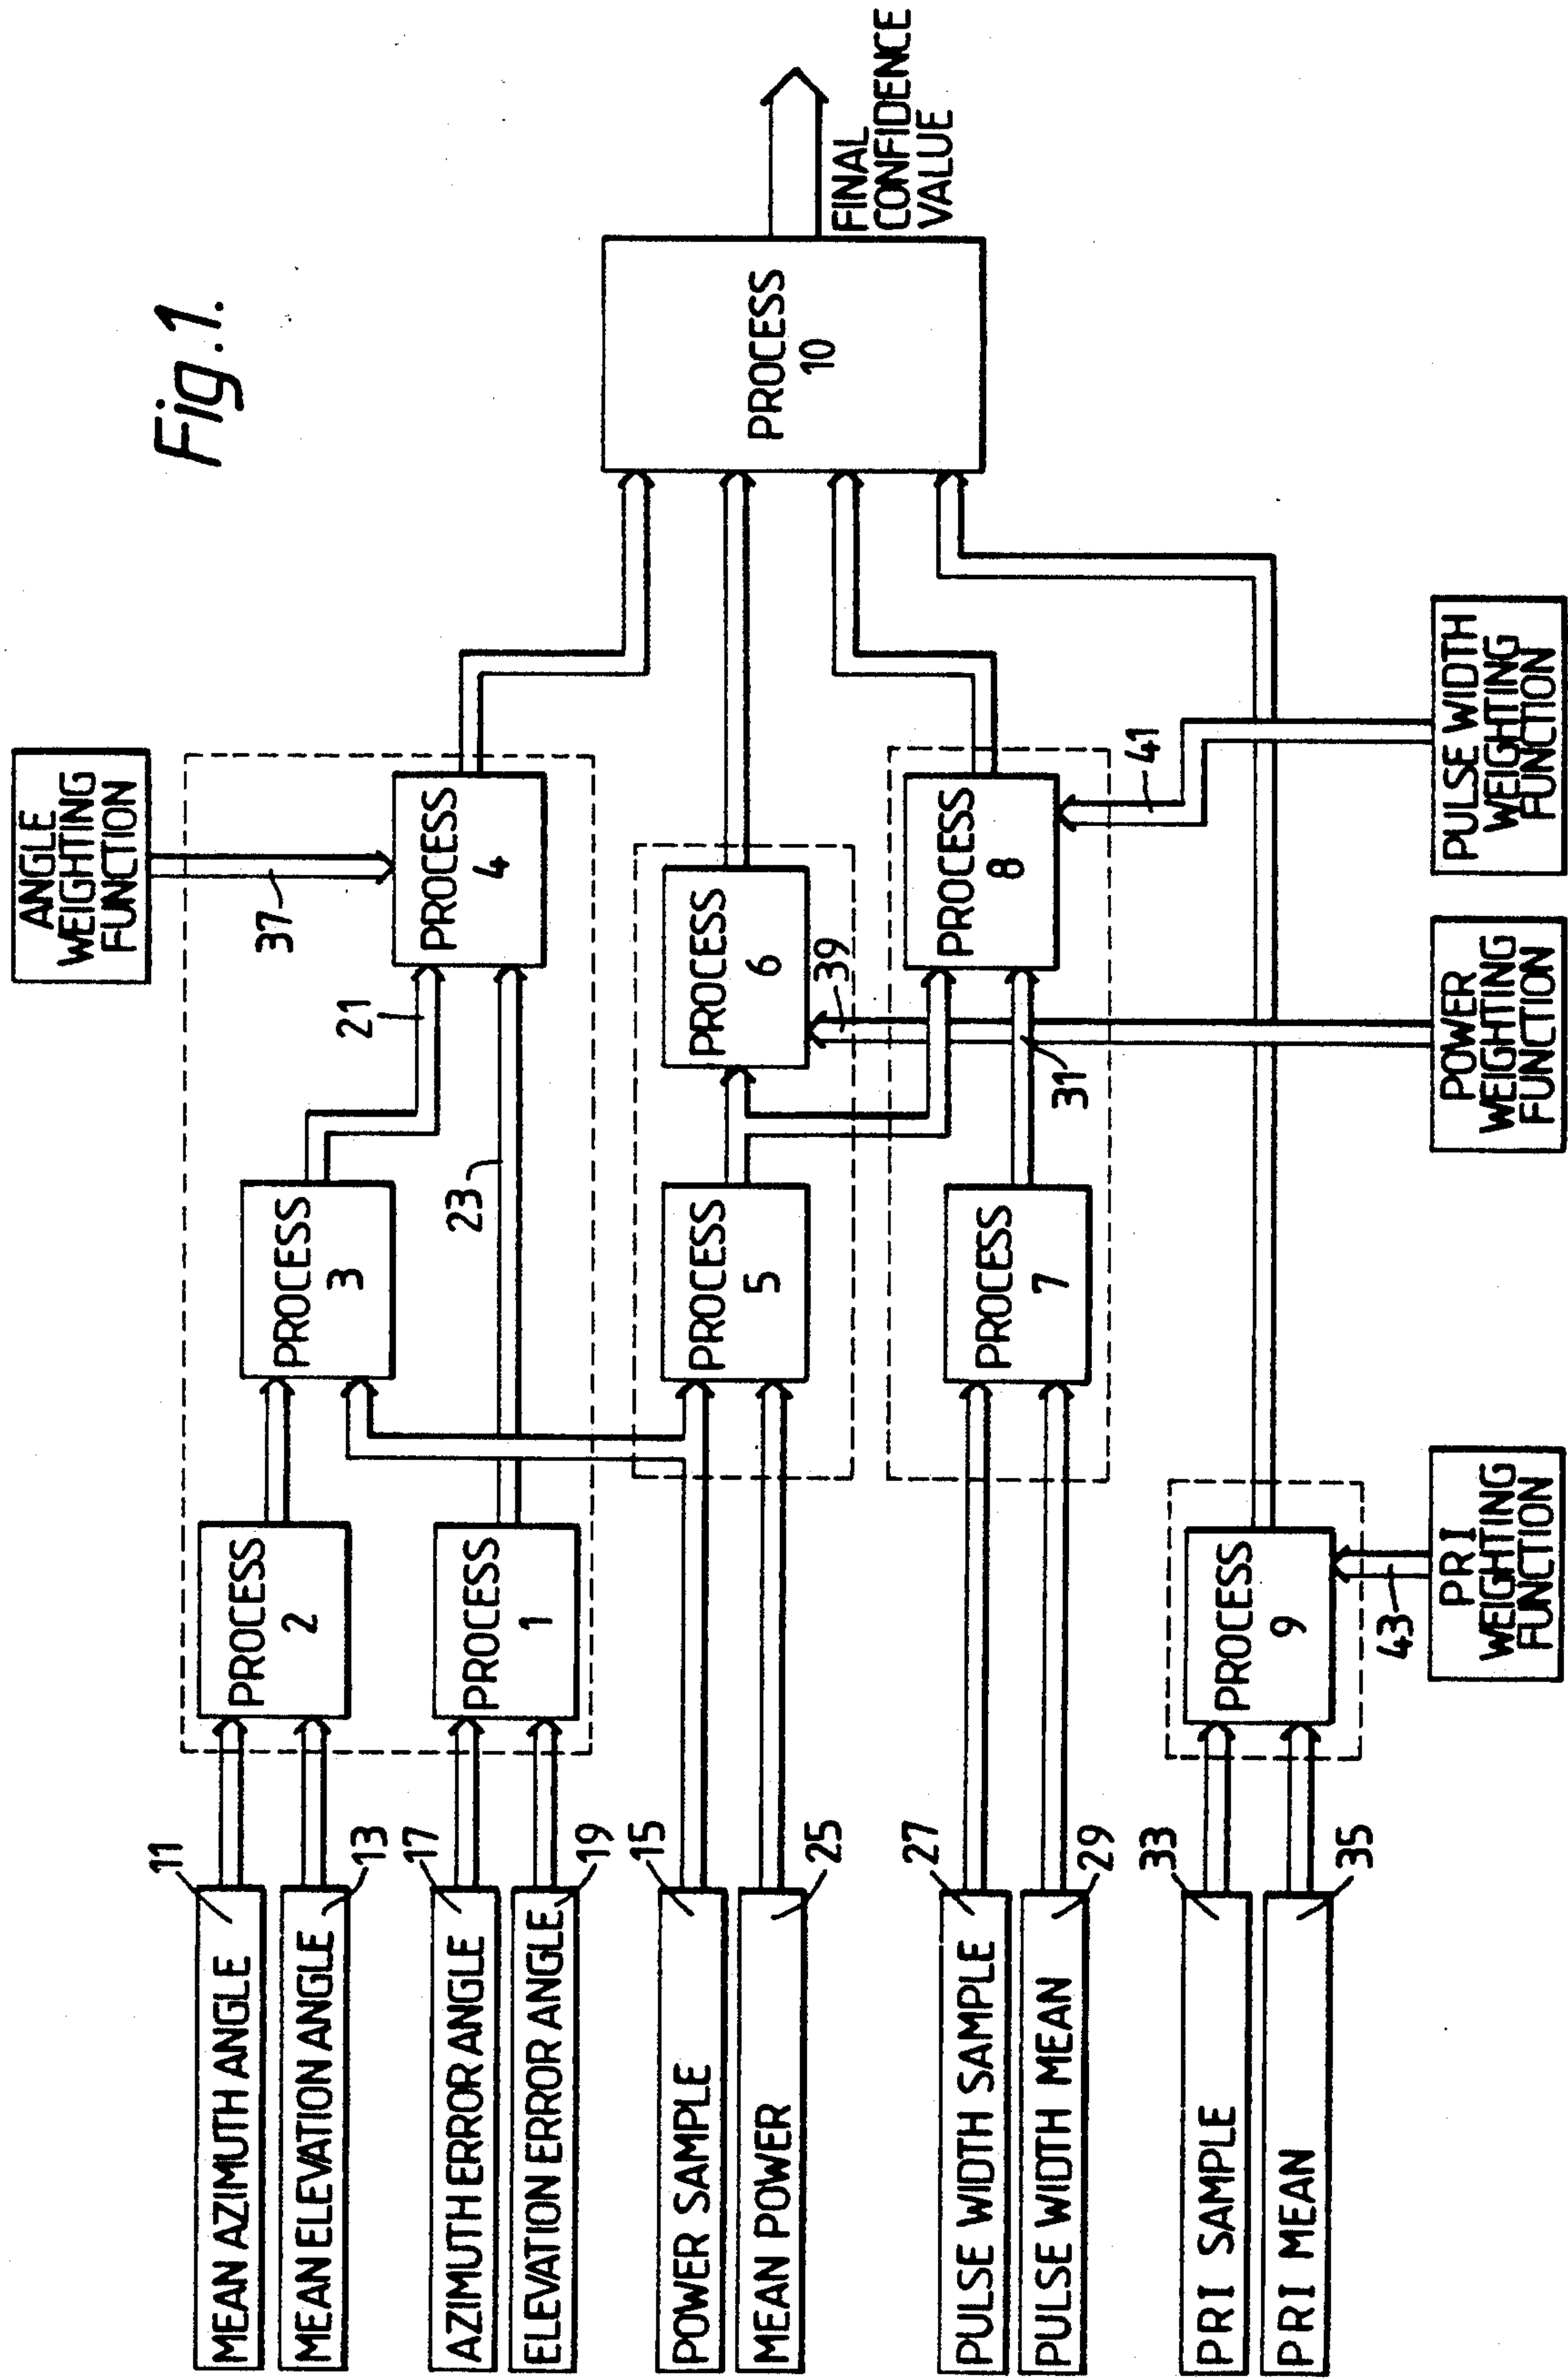 Fig.1.
ANGLE
WEIGHTING
FUNCTION
37
MEAN AZIMUTH ANGLE
11
MEAN ELEVATION ANGLE
13
PROCESS
2
PROCESS
3
21
PROCESS
4
AZIMUTH ERROR ANGLE
17
ELEVATION ERROR ANGLE
19
PROCESS
1
23
POWER SAMPLE
15
MEAN POWER
25
PROCESS
5
PROCESS
6
39
PROCESS
10
FINAL
CONFIDENCE
VALUE
PULSE WIDTH SAMPLE
27
PULSE WIDTH MEAN
29
PROCESS
7
31
PROCESS
8
41
PRI SAMPLE
33
PRI MEAN
35
PROCESS
9
43
PRI
WEIGHTING
FUNCTION
POWER
WEIGHTING
FUNCTION
PULSE WIDTH
WEIGHTING
FUNCTION